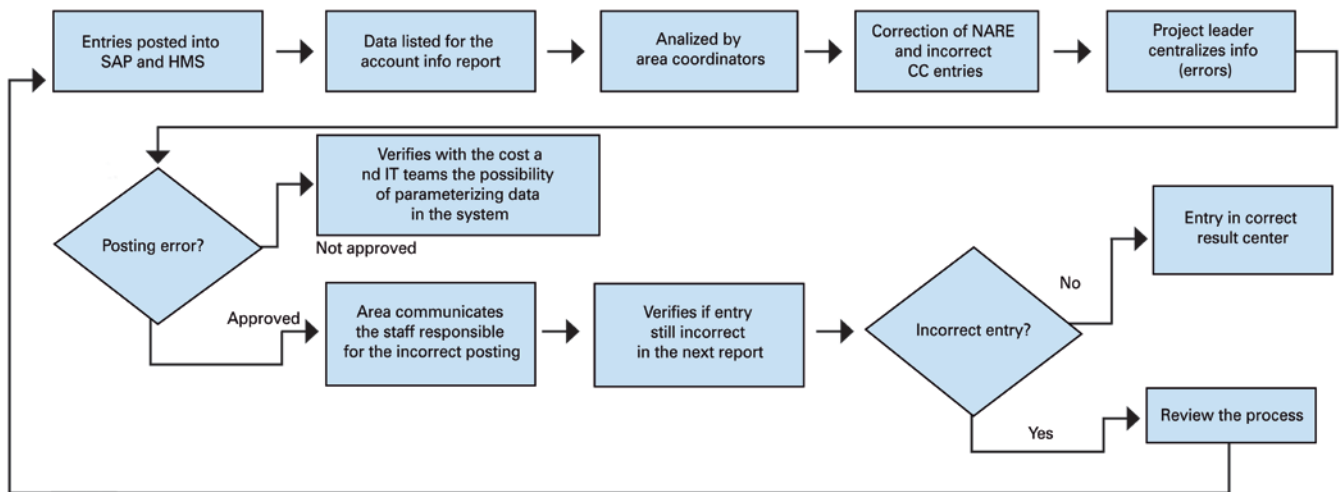 Entries posted into
SAP and HMS
Data listed for the
account info report
Analized by
area coordinators
Correction of NARE
and incorrect
CC entries
Project leader
centralizes info
(errors)
Posting error?
Verifies with the cost a
nd IT teams the possibility
of parameterizing data
in the system
Not approved
Approved
Area communicates
the staff responsible
for the incorrect posting
Verifies if entry
still incorrect
in the next report
Incorrect entry?
No
Entry in correct
result center
Yes
Review the process